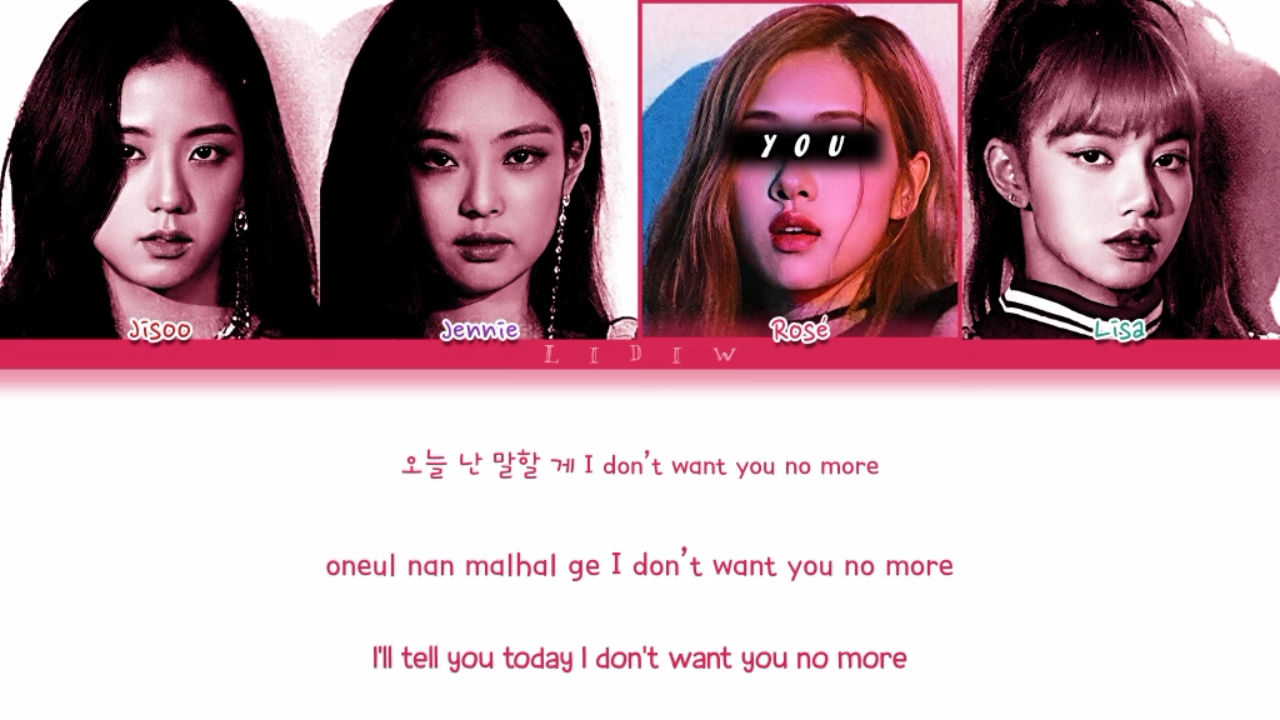 Y O U
Jisoo Jennie Rosé Lisa
L I D I W
오늘 난 말할 게 I don't want you no more
oneul nan malhal ge I don't want you no more
I'll tell you today I don't want you no more